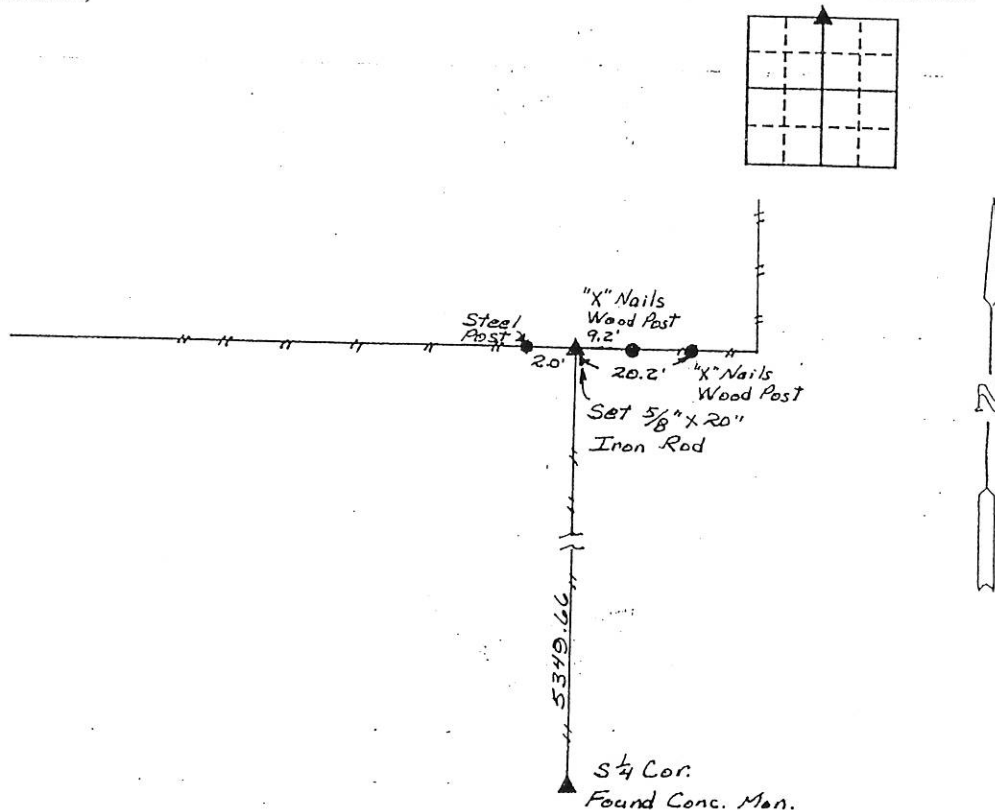 "X" Nails
Wood Post
9.2'
Steel
Post
2.0'
20.2'
"X" Nails
Wood Post
Set 5/8" X 20"
Iron Rod
N
5349.66
S 1/4 Cor.
Found Conc. Mon.